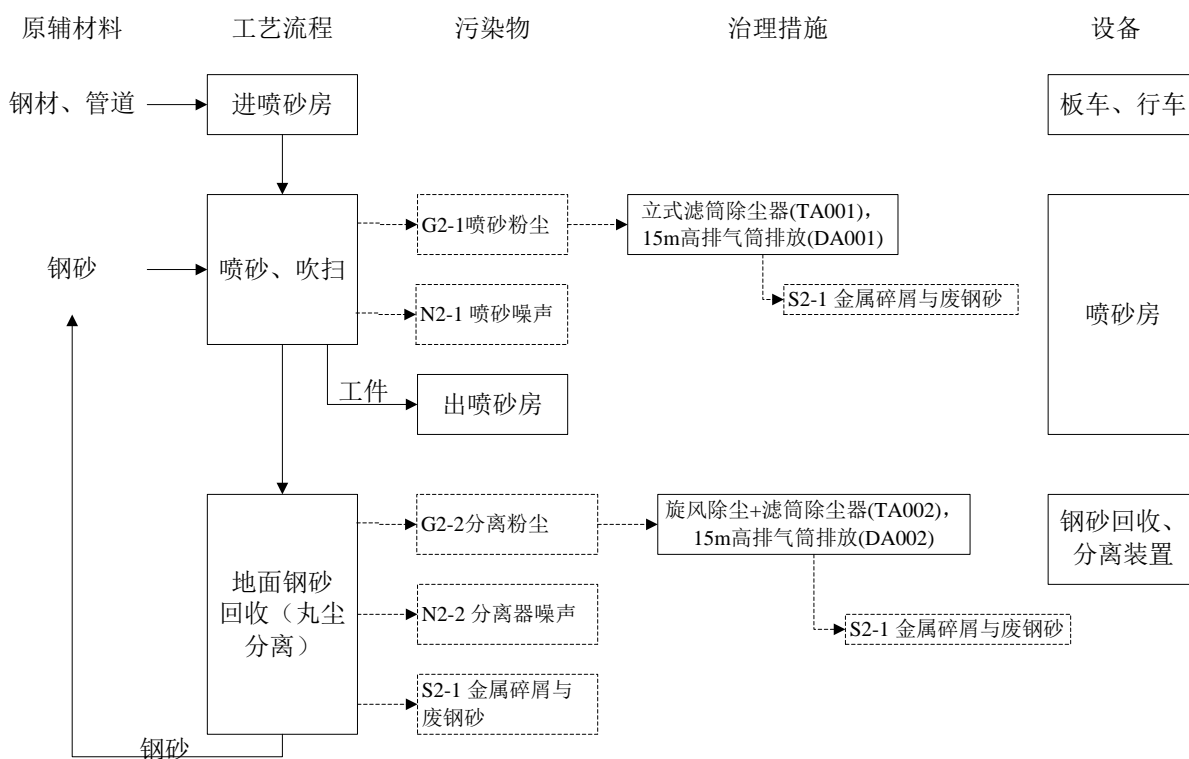 原辅材料 工艺流程 污染物 治理措施 设备
钢材、管道 进喷砂房 板车、行车
G2-1喷砂粉尘 立式滤筒除尘器(TA001)，
15m高排气筒排放(DA001)
钢砂 喷砂、吹扫
S2-1 金属碎屑与废钢砂
N2-1 喷砂噪声 喷砂房
工件
出喷砂房
G2-2分离粉尘 旋风除尘+滤筒除尘器(TA002)，
15m高排气筒排放(DA002)
钢砂回收、
分离装置
地面钢砂
回收（丸尘
分离）
N2-2 分离器噪声
S2-1 金属碎屑与废钢砂
S2-1 金属碎屑与
废钢砂
钢砂